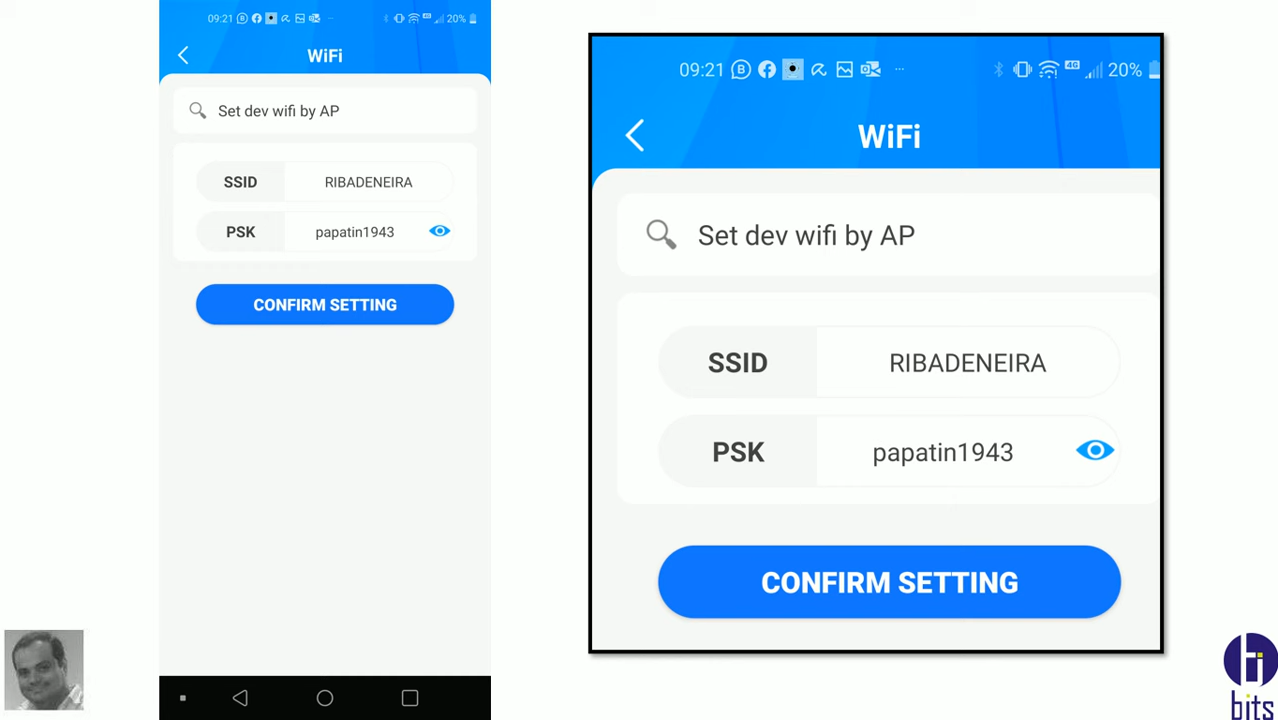 09:21
20%
WiFi
Set dev wifi by AP
SSID RIBADENEIRA
PSK papatin1943
CONFIRM SETTING
09:21
4G
20%
WiFi
Set dev wifi by AP
SSID RIBADENEIRA
PSK papatin1943
CONFIRM SETTING
bits